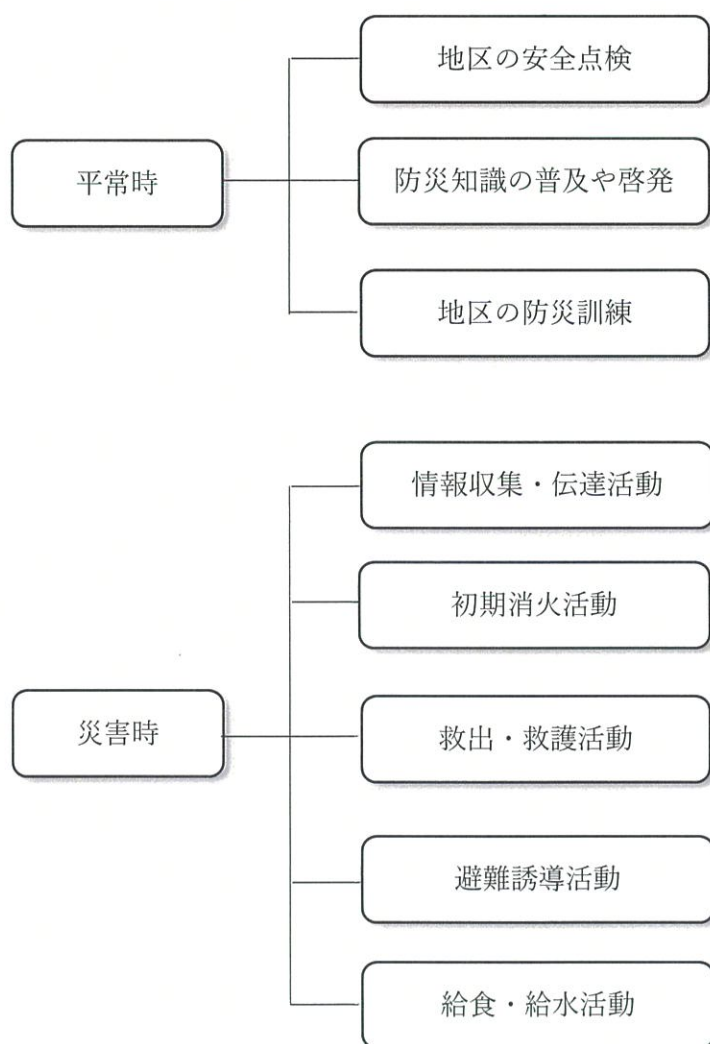 平常時
地区の安全点検
防災知識の普及や啓発
地区の防災訓練
災害時
情報収集・伝達活動
初期消火活動
救出・救護活動
避難誘導活動
給食・給水活動